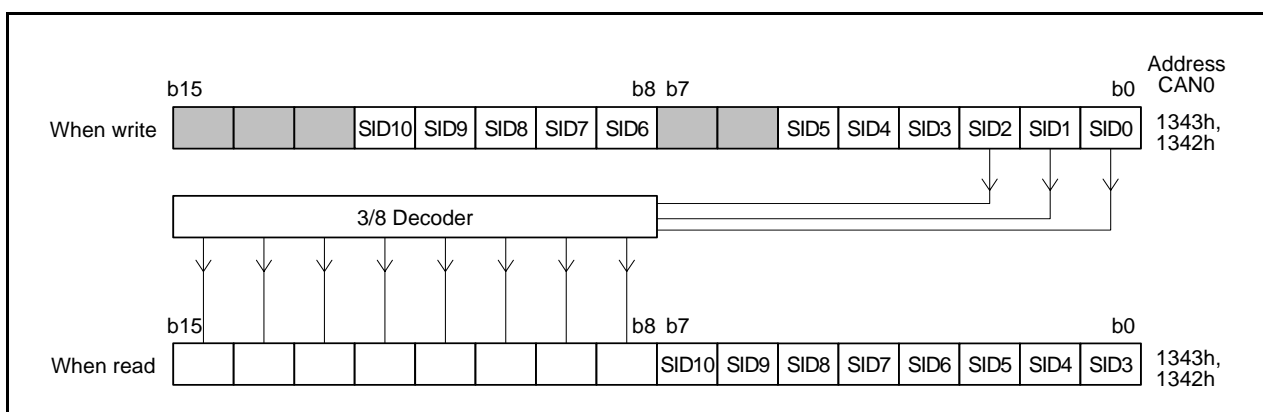 Address
CAN0
b15 b8 b7 b0
When write SID10 SID9 SID8 SID7 SID6 SID5 SID4 SID3 SID2 SID1 SID0 1343h,
1342h
3/8 Decoder
b15 b8 b7 b0
When read SID10 SID9 SID8 SID7 SID6 SID5 SID4 SID3 1343h,
1342h